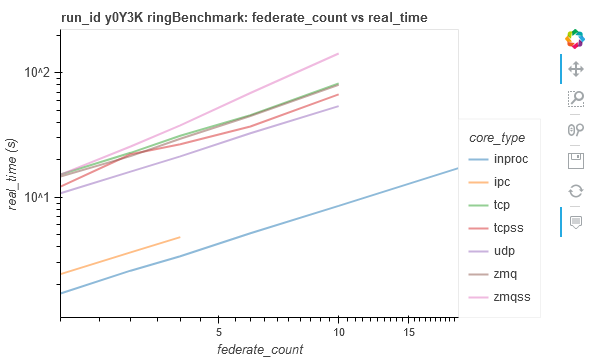 run_id y0Y3K ringBenchmark: federate_count vs real_time
real_time (s)
10^2
10^1
5
10
15
federate_count
core_type
inproc
ipc
tcp
tcpss
udp
zmq
zmqss